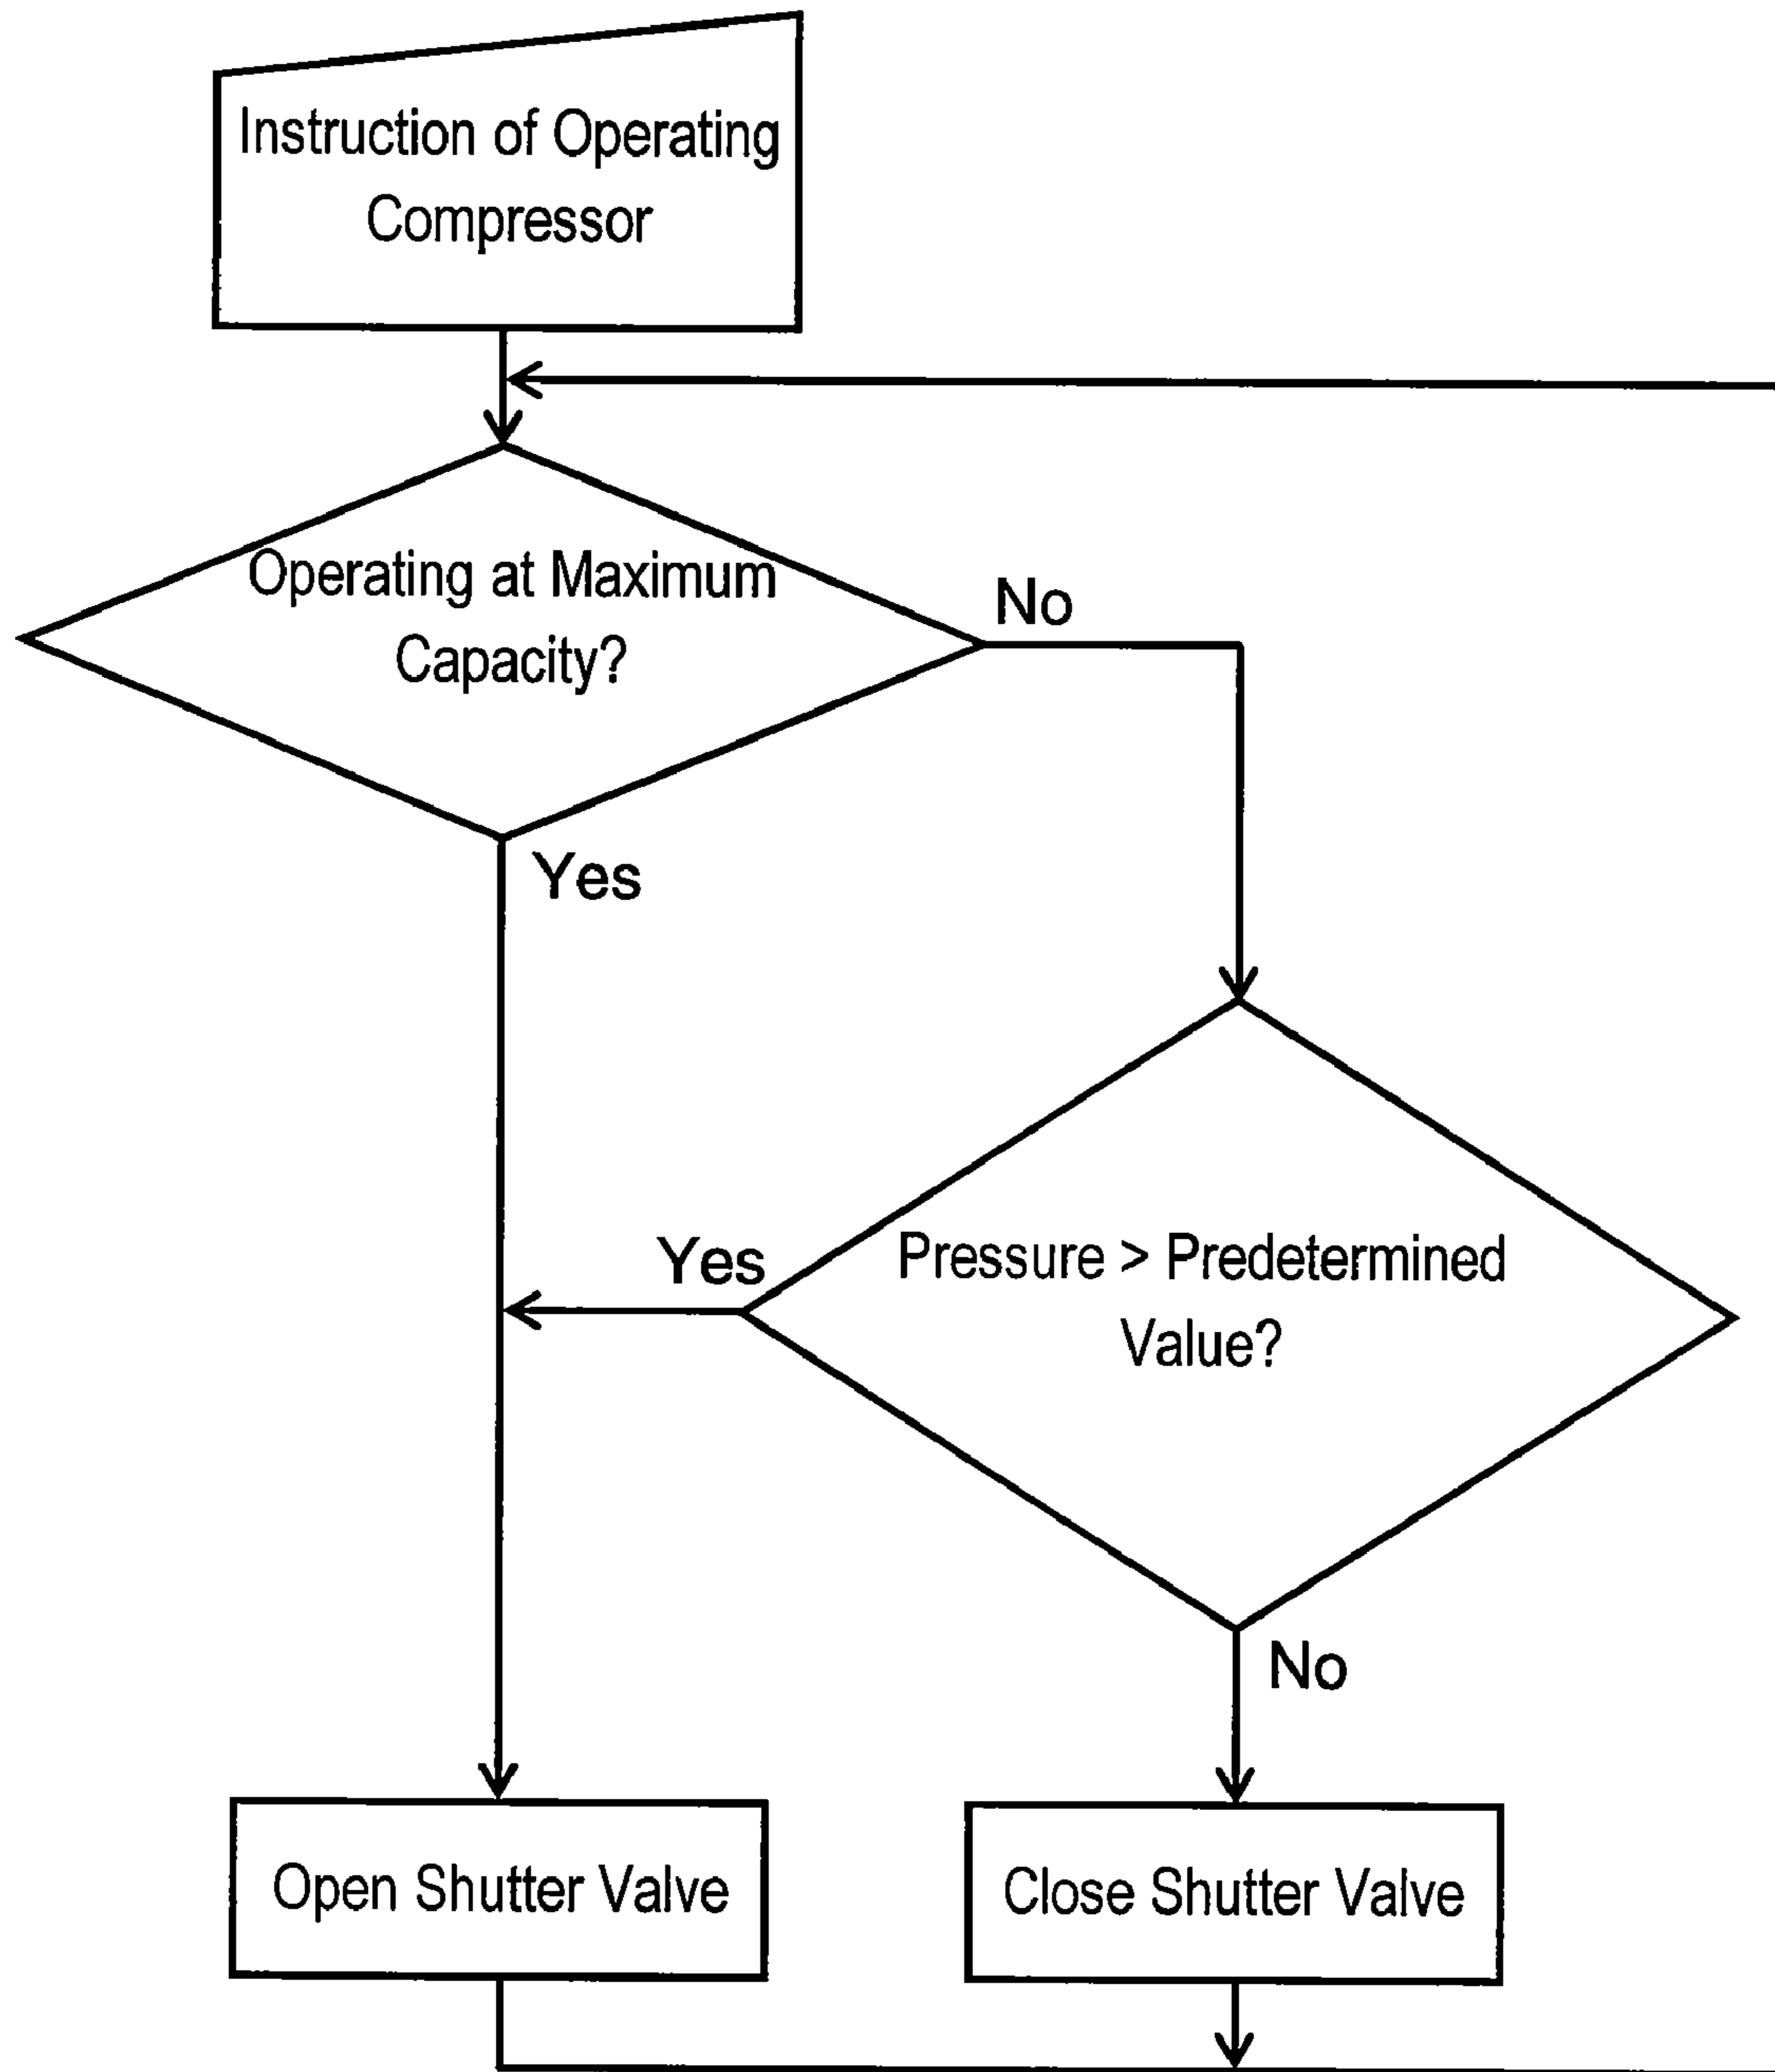 Instruction of Operating
Compressor
Operating at Maximum
Capacity?
No
Yes
Yes
Pressure > Predetermined
Value?
No
Open Shutter Valve
Close Shutter Valve